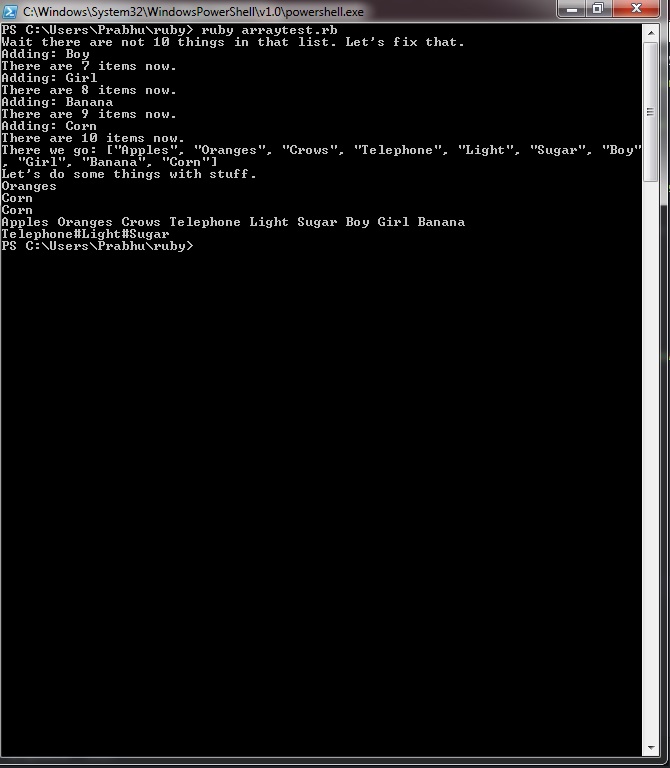 C:\Windows\System32\WindowsPowerShell\v1.0\powershell.exe
PS C:\Users\Prabhu\ruby> ruby arraytest.rb
Wait there are not 10 things in that list. Let's fix that.
Adding: Boy
There are 7 items now.
Adding: Girl
There are 8 items now.
Adding: Banana
There are 9 items now.
Adding: Corn
There are 10 items now.
There we go: ["Apples", "Oranges", "Crows", "Telephone", "Light", "Sugar", "Boy"
, "Girl", "Banana", "Corn"]
Let's do some things with stuff.
Oranges
Corn
Corn
Apples Oranges Crows Telephone Light Sugar Boy Girl Banana
Telephone#Light#Sugar
PS C:\Users\Prabhu\ruby>